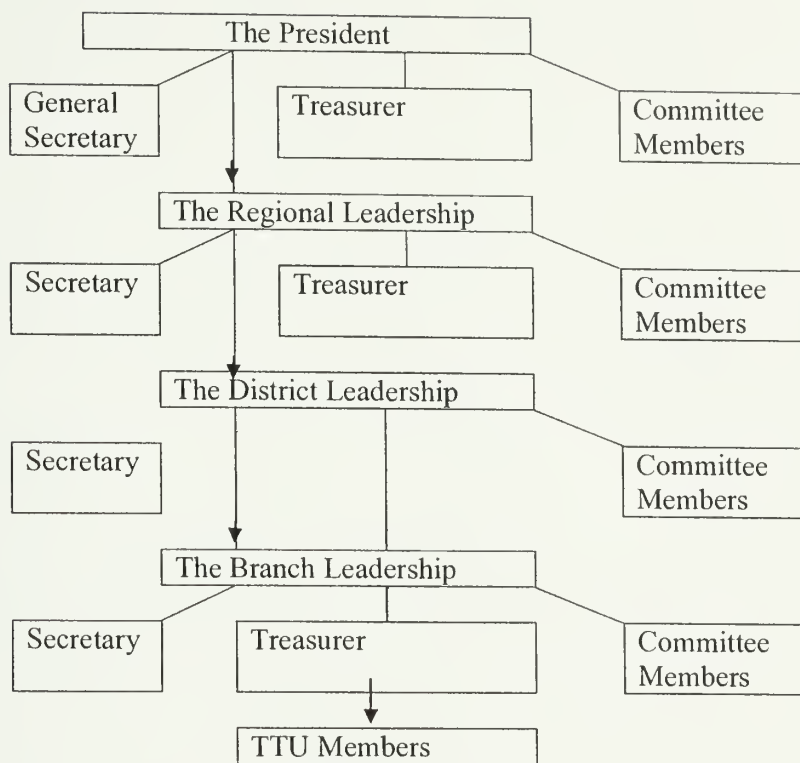 The President
General
Secretary
Treasurer
Committee
Members
The Regional Leadership
Secretary
Treasurer
Committee
Members
The District Leadership
Secretary
Committee
Members
The Branch Leadership
Secretary
Treasurer
Committee
Members
TTU Members